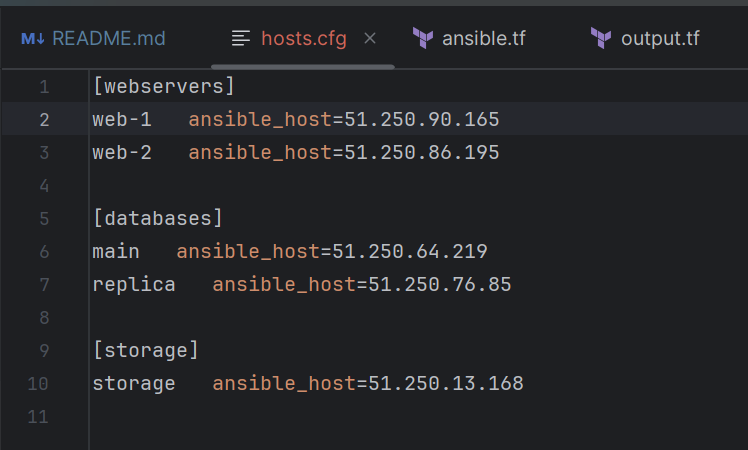 M↓ README.md hosts.cfg × ansible.tf output.tf
1 [webservers]
2 web-1 ansible_host=51.250.90.165
3 web-2 ansible_host=51.250.86.195
4
5 [databases]
6 main ansible_host=51.250.64.219
7 replica ansible_host=51.250.76.85
8
9 [storage]
10 storage ansible_host=51.250.13.168
11